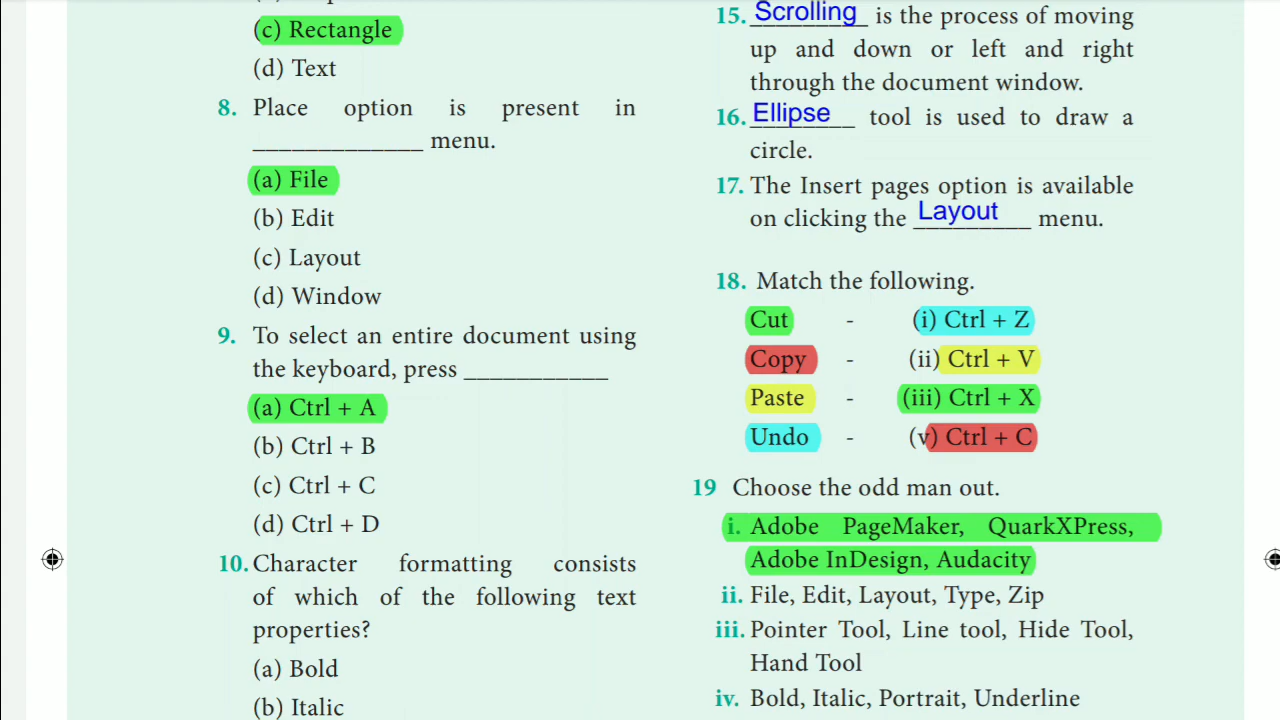 (c) Rectangle
(d) Text
8. Place option is present in
_____________ menu.
(a) File
(b) Edit
(c) Layout
(d) Window
9. To select an entire document using
the keyboard, press ___________
(a) Ctrl + A
(b) Ctrl + B
(c) Ctrl + C
(d) Ctrl + D
10. Character formatting consists
of which of the following text
properties?
(a) Bold
(b) Italic
15. Scrolling is the process of moving
up and down or left and right
through the document window.
16. Ellipse tool is used to draw a
circle.
17. The Insert pages option is available
on clicking the Layout menu.
18. Match the following.
Cut - (i) Ctrl + Z
Copy - (ii) Ctrl + V
Paste - (iii) Ctrl + X
Undo - (v) Ctrl + C
19 Choose the odd man out.
i. Adobe PageMaker, QuarkXPress,
Adobe InDesign, Audacity
ii. File, Edit, Layout, Type, Zip
iii. Pointer Tool, Line tool, Hide Tool,
Hand Tool
iv. Bold, Italic, Portrait, Underline